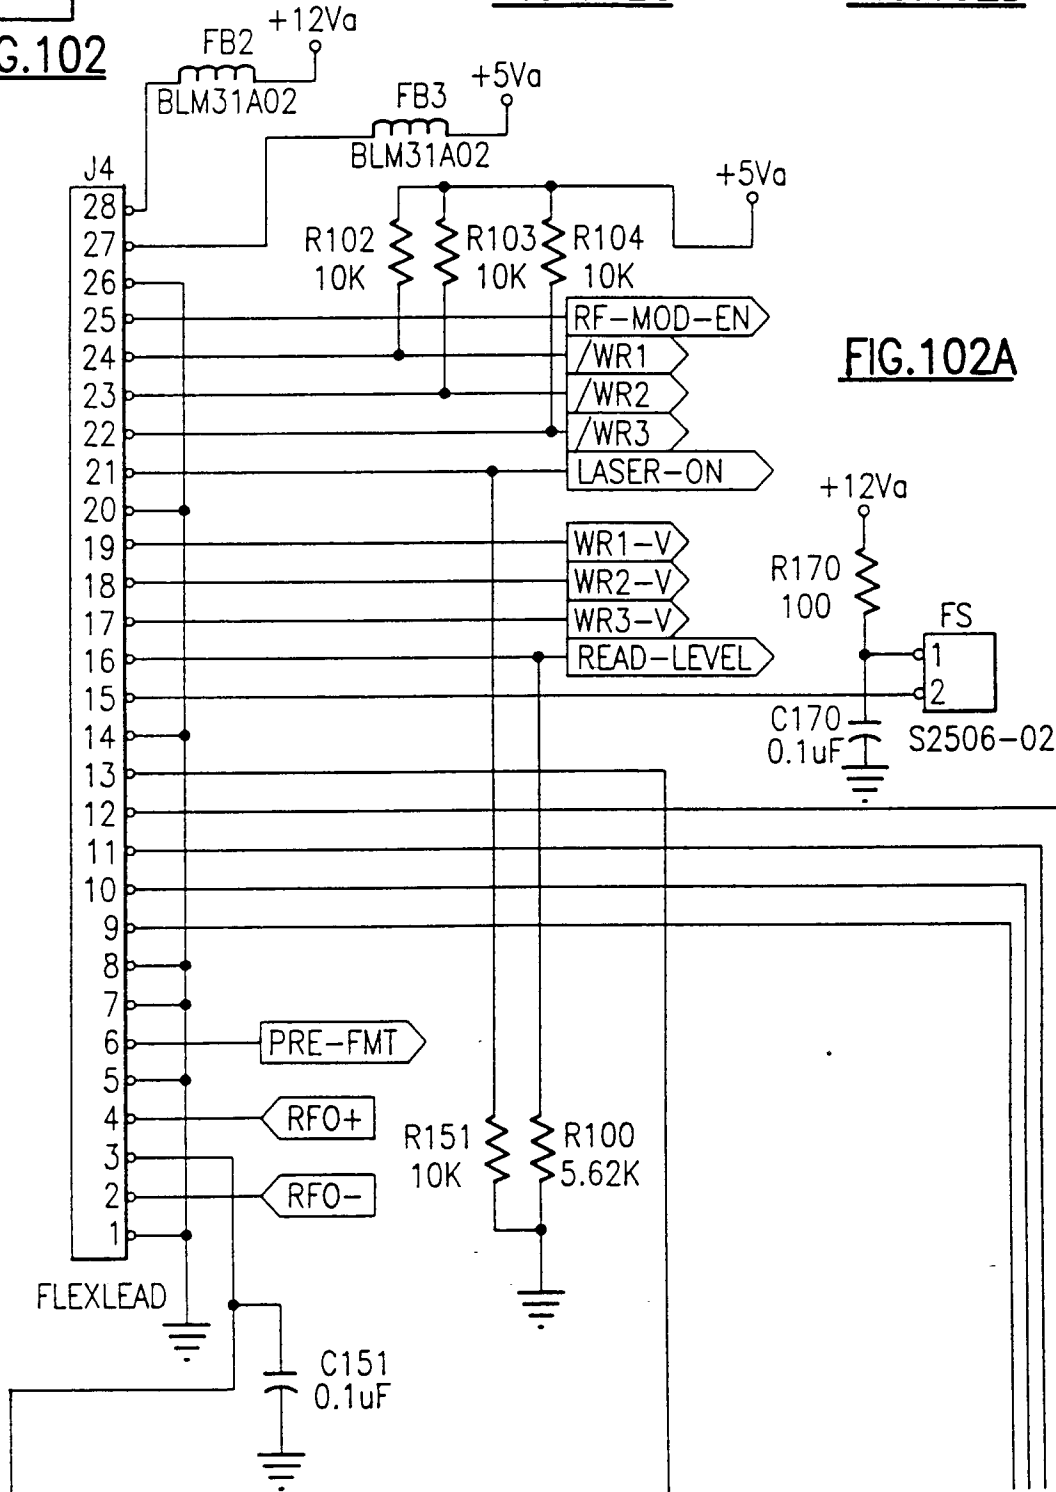 G.102
+12Va
FB2
BLM31A02
+5Va
FB3
BLM31A02
J4
+5Va
28
27
26
25
24
23
22
21
20
19
18
17
16
15
14
13
12
11
10
9
8
7
6
5
4
3
2
1
FLEXLEAD
R102
10K
R103
10K
R104
10K
RF-MOD-EN
/WR1
/WR2
/WR3
LASER-ON
FIG.102A
WR1-V
WR2-V
WR3-V
READ-LEVEL
+12Va
R170
100
FS
1
2
S2506-02
C170
0.1uF
PRE-FMT
RFO+
RFO-
R151
10K
R100
5.62K
C151
0.1uF